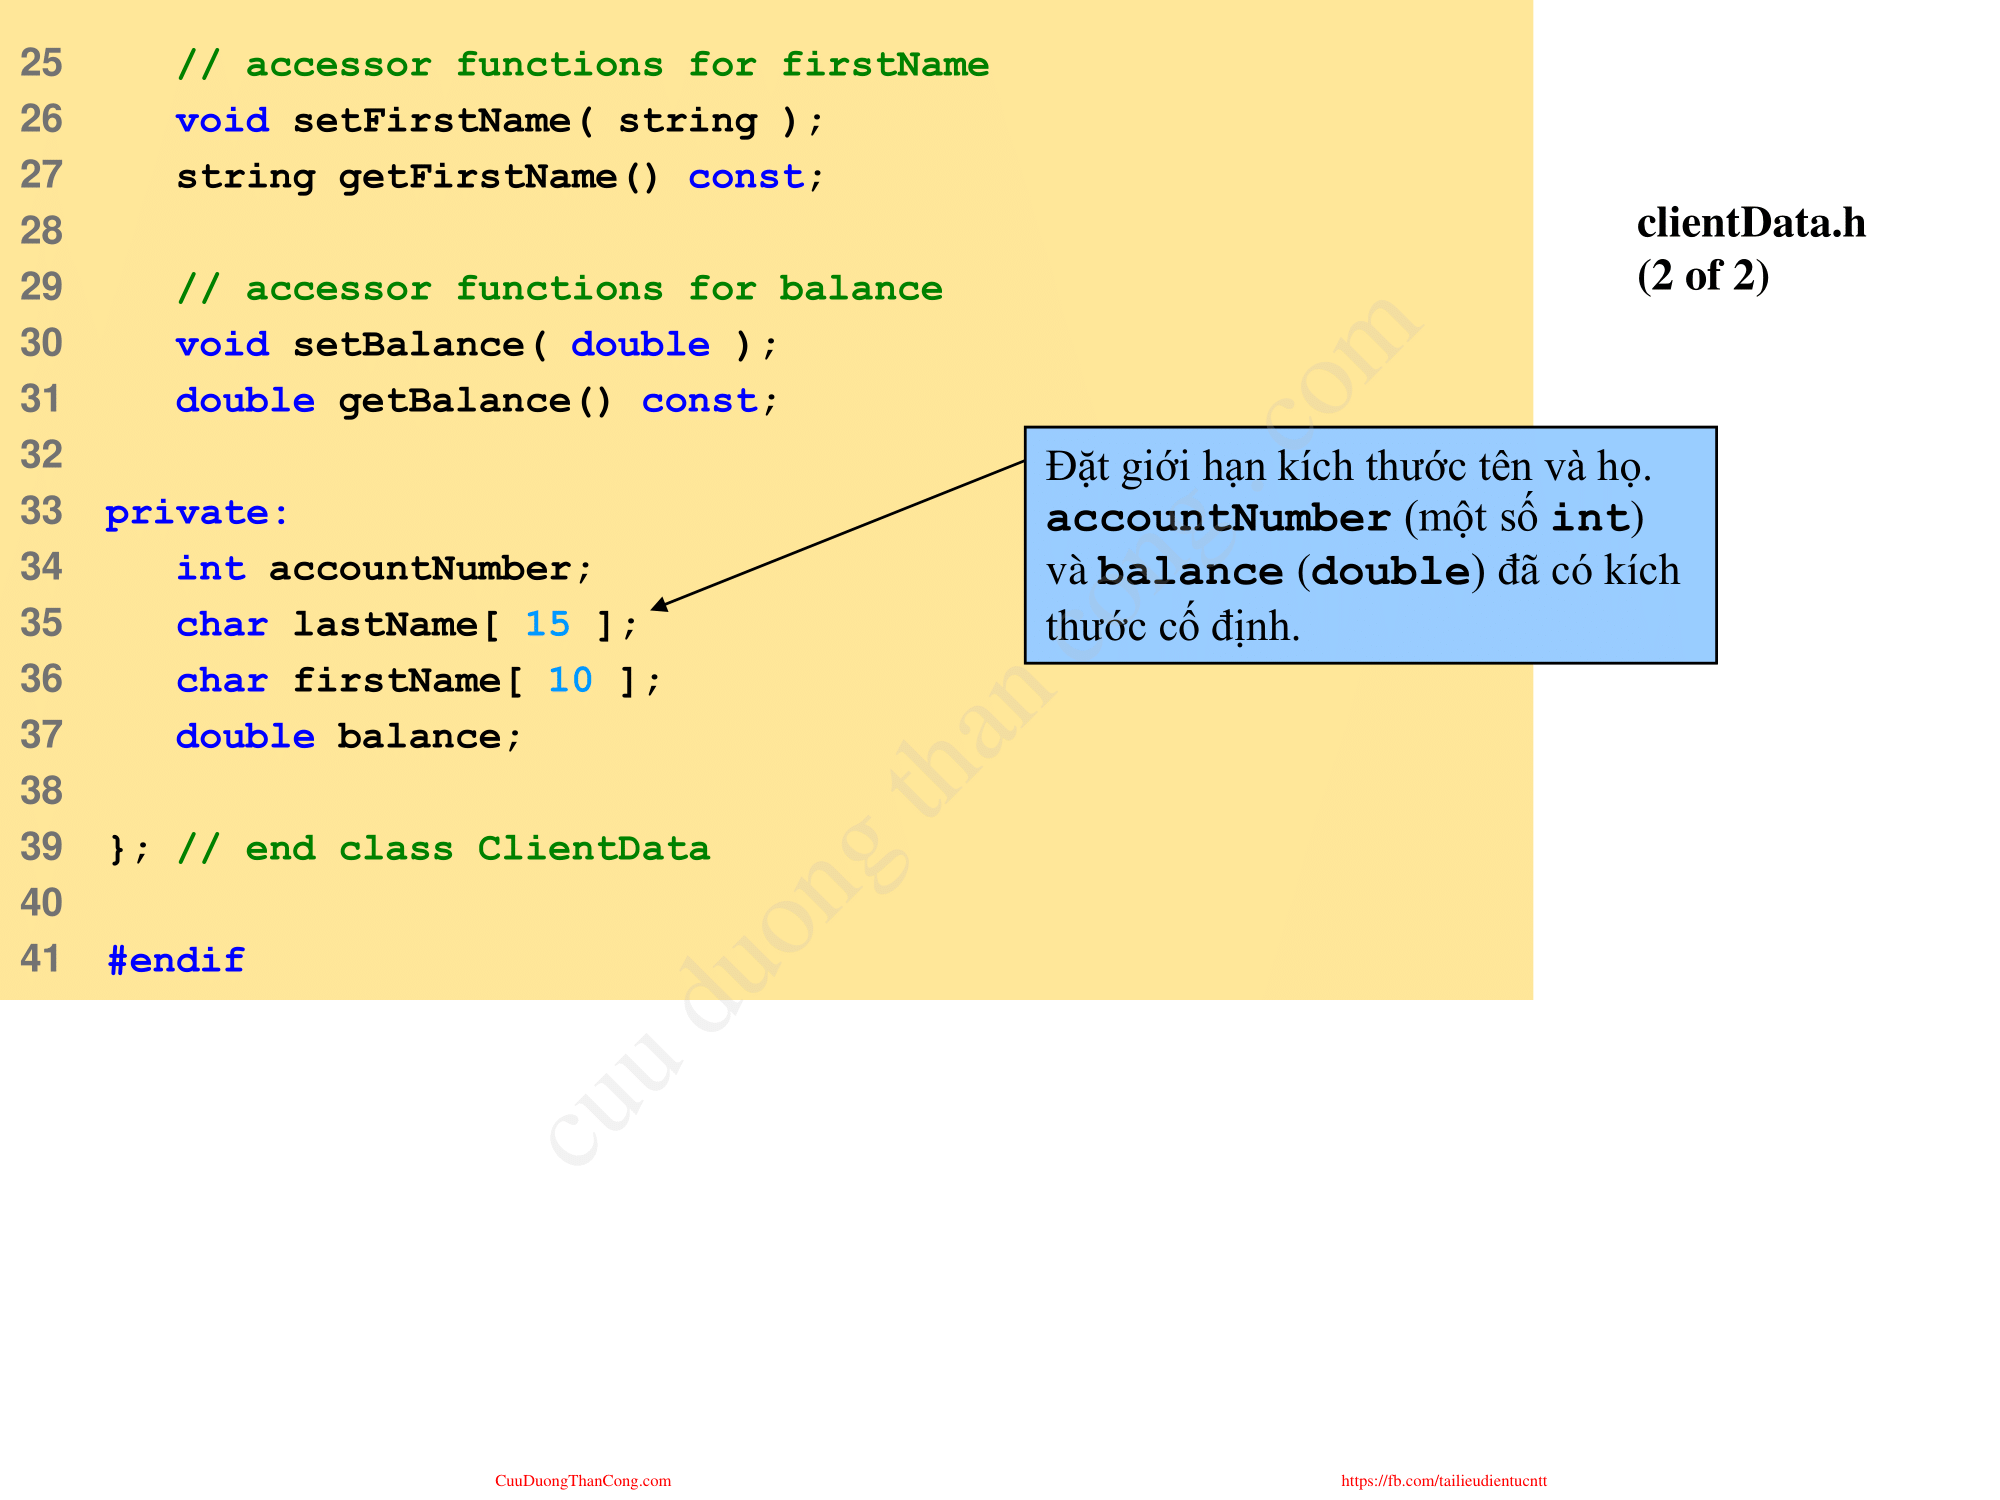 25 // accessor functions for firstName
26 void setFirstName( string );
27 string getFirstName() const;
28
29 // accessor functions for balance
30 void setBalance( double );
31 double getBalance() const;
32
33 private:
34 int accountNumber;
35 char lastName[ 15 ];
36 char firstName[ 10 ];
37 double balance;
38
39 }; // end class ClientData
40
41 #endif
clientData.h
(2 of 2)
Đặt giới hạn kích thước tên và họ.
accountNumber (một số int)
và balance (double) đã có kích
thước cố định.
cuu duong than cong . com
CuuDuongThanCong.com
https://fb.com/tailieudientucntt